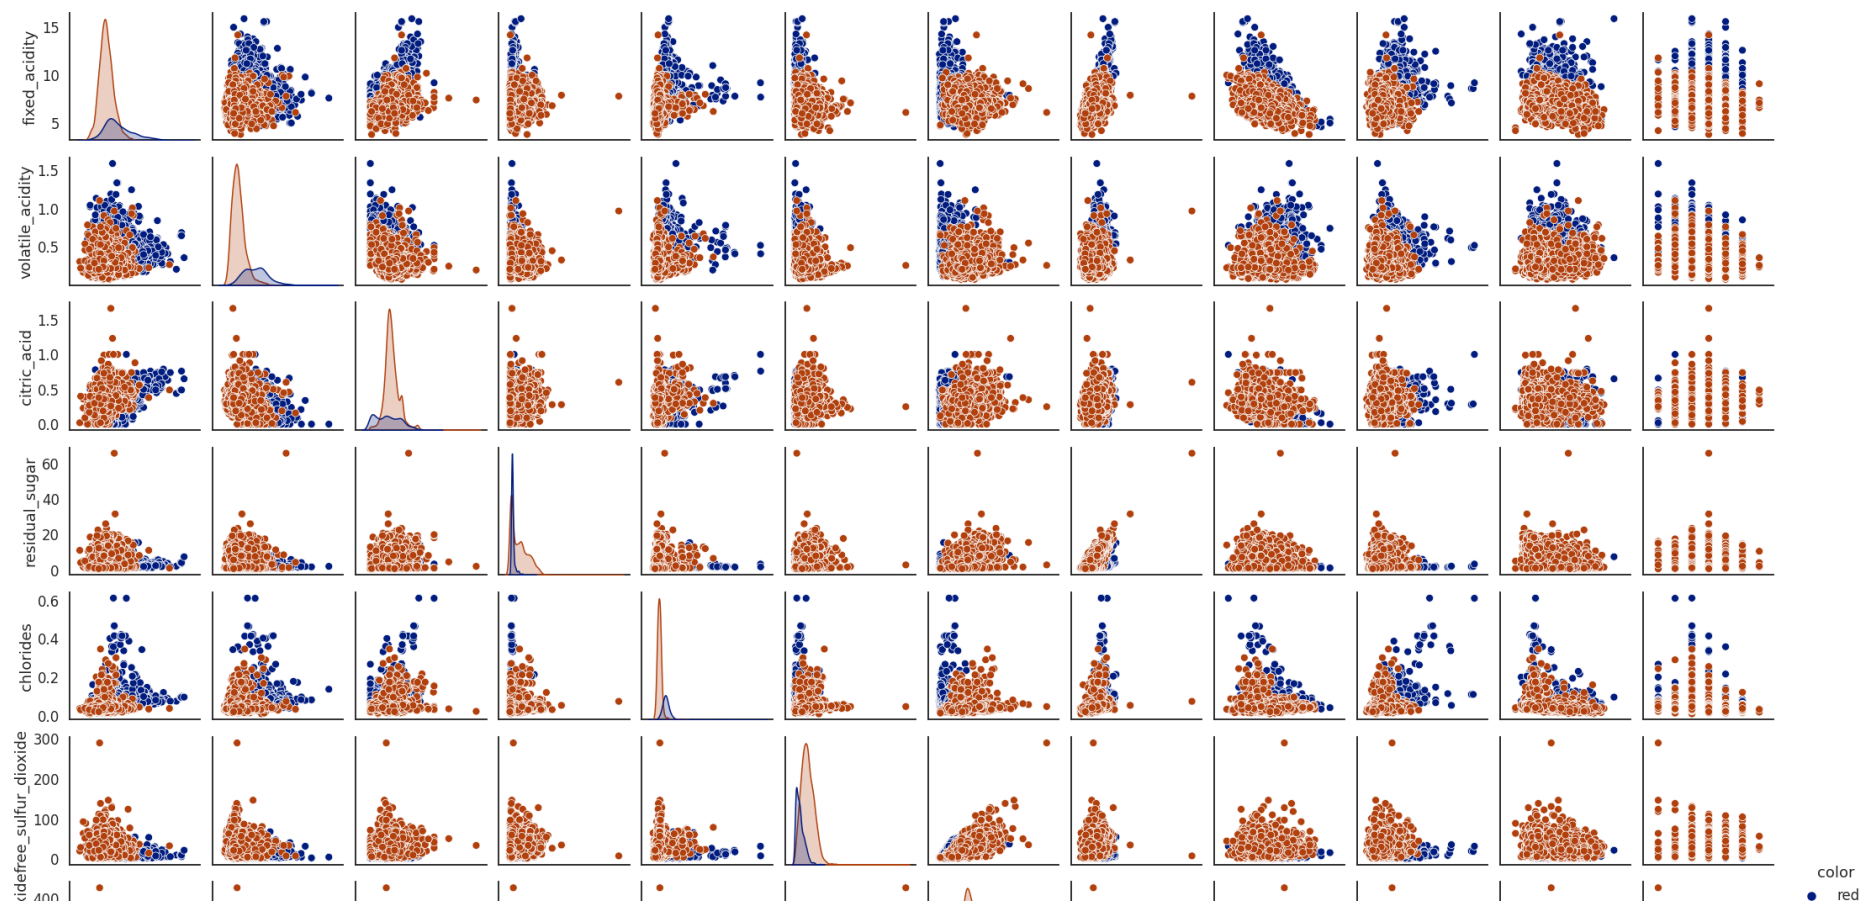 fixed_acidity
15
10
5
volatile_acidity
1.5
1.0
0.5
citric_acid
1.5
1.0
0.5
0.0
residual_sugar
60
40
20
0
chlorides
0.6
0.4
0.2
0.0
free_sulfur_dioxide
300
200
100
0
xide
400
color
red